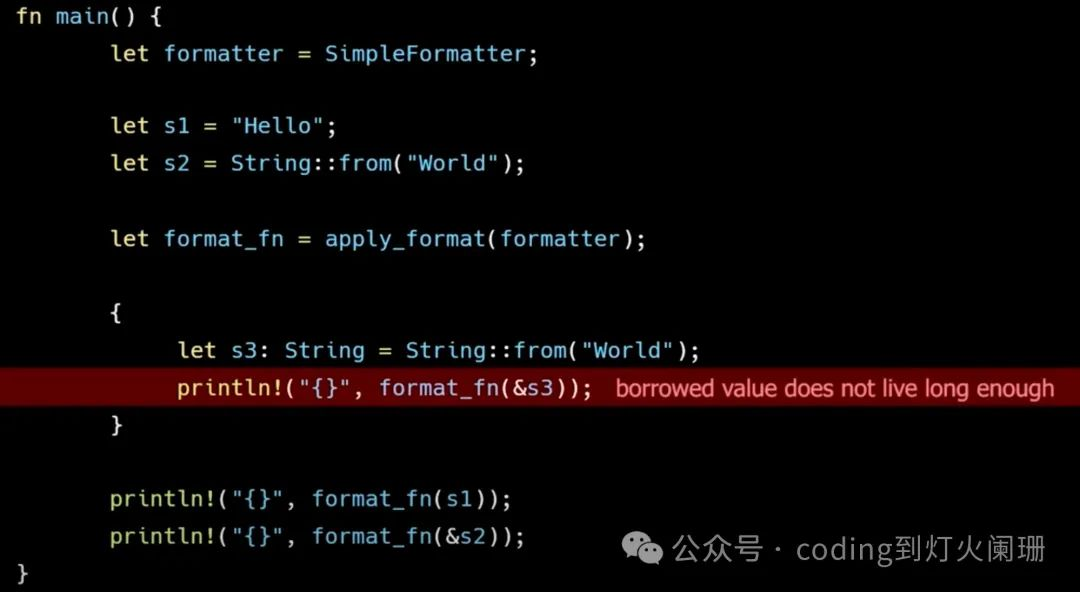 fn main() {
let formatter = SimpleFormatter;
let s1 = "Hello";
let s2 = String::from("World");
let format_fn = apply_format(formatter);
{
let s3: String = String::from("World");
println!("{}", format_fn(&s3)); borrowed value does not live long enough
}
println!("{}", format_fn(s1));
println!("{}", format_fn(&s2));
}
公众号 · coding到灯火阑珊